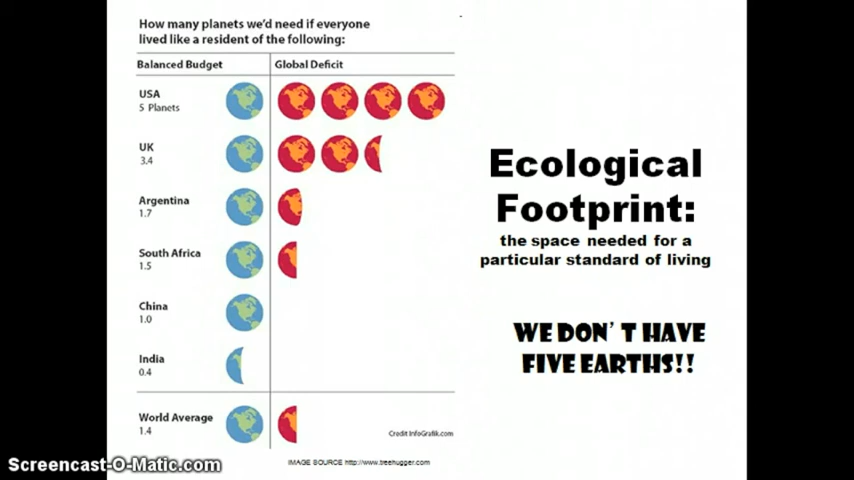 How many planets we'd need if everyone
lived like a resident of the following:
Balanced Budget
Global Deficit
USA
5 Planets
UK
3.4
Argentina
1.7
South Africa
1.5
China
1.0
India
0.4
World Average
1.4
Credit InfoGrafik.com
IMAGE SOURCE http://www.treehugger.com
Ecological
Footprint:
the space needed for a
particular standard of living
WE DON'T HAVE
FIVE EARTHS!!
Screencast-O-Matic.com